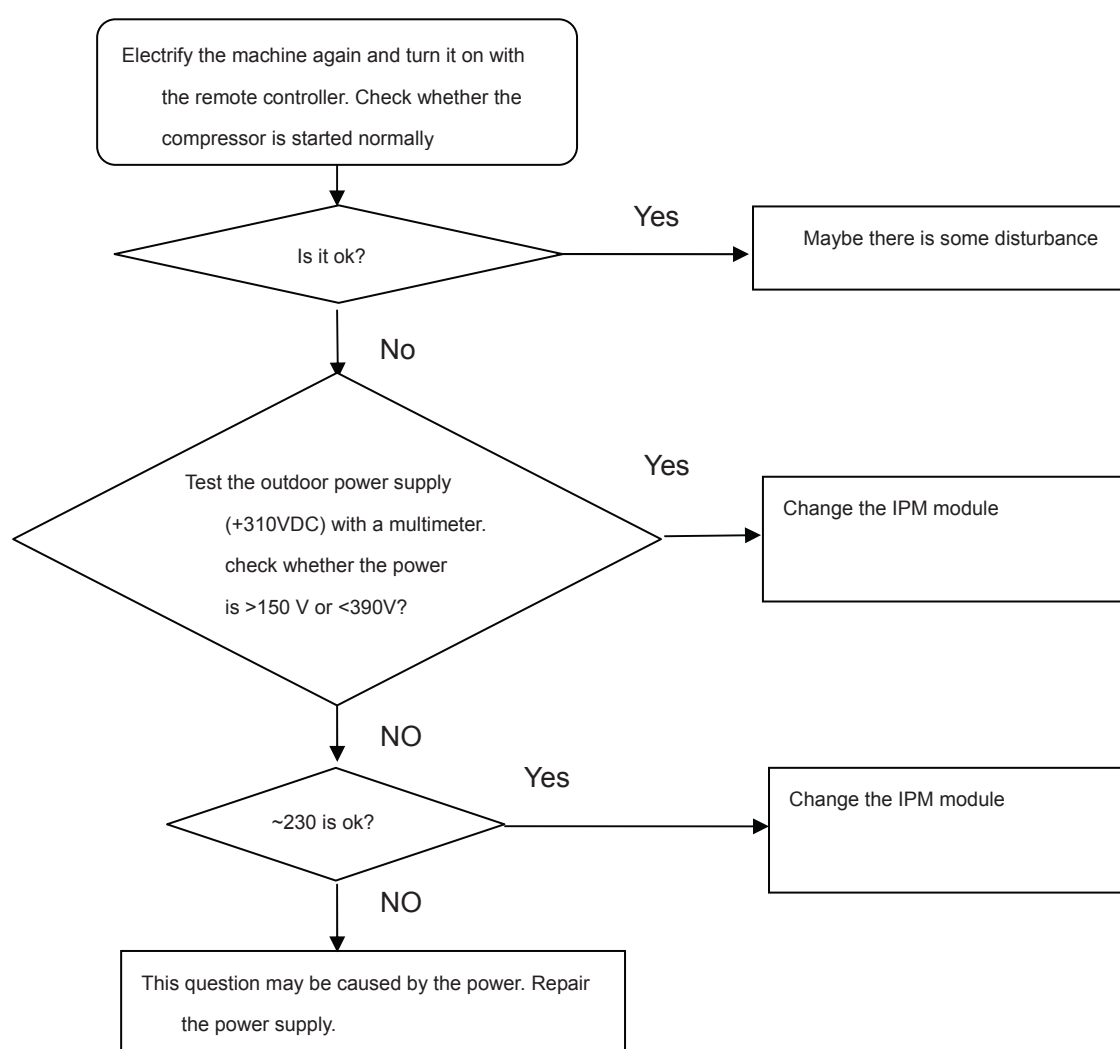 Electrify the machine again and turn it on with
the remote controller. Check whether the
compressor is started normally
Is it ok?
Yes
Maybe there is some disturbance
No
Test the outdoor power supply
(+310VDC) with a multimeter.
check whether the power
is >150 V or <390V?
Yes
Change the IPM module
NO
~230 is ok?
Yes
Change the IPM module
NO
This question may be caused by the power. Repair
the power supply.